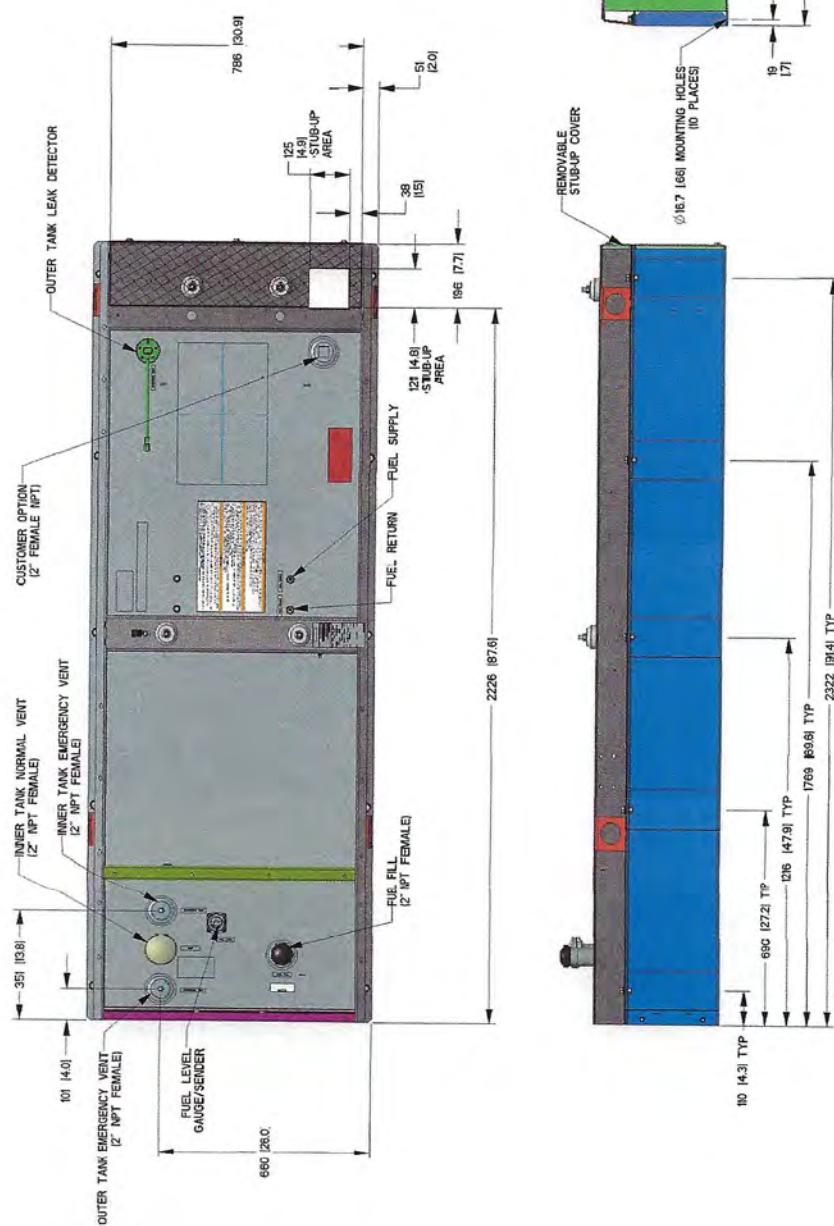 786 [30.9]
51
[2.0]
125
[4.9]
STUB-UP
AREA
38
[1.5]
196 [7.7]
121 [4.8]
STUB-UP
AREA
OUTER TANK LEAK DETECTOR
CUSTOMER OPTION
(2" FEMALE NPT)
FUEL SUPPLY
FUEL RETURN
2226 [87.6]
INNER TANK NORMAL VENT
(2" NPT FEMALE)
INNER TANK EMERGENCY VENT
(2" NPT FEMALE)
351 [13.8]
101 [4.0]
OUTER TANK EMERGENCY VENT
(2" NPT FEMALE)
FUEL LEVEL
GAUGE/SENDER
FUEL FILL
(2" NPT FEMALE)
660 [26.0]
REMOVABLE
STUB-UP COVER
Ø16.7 [.66] MOUNTING HOLES
(10 PLACES)
19
[.7]
110 [4.3] TYP
690 [27.2] TYP
1216 [47.9] TYP
1769 [69.6] TYP
2322 [91.4] TYP